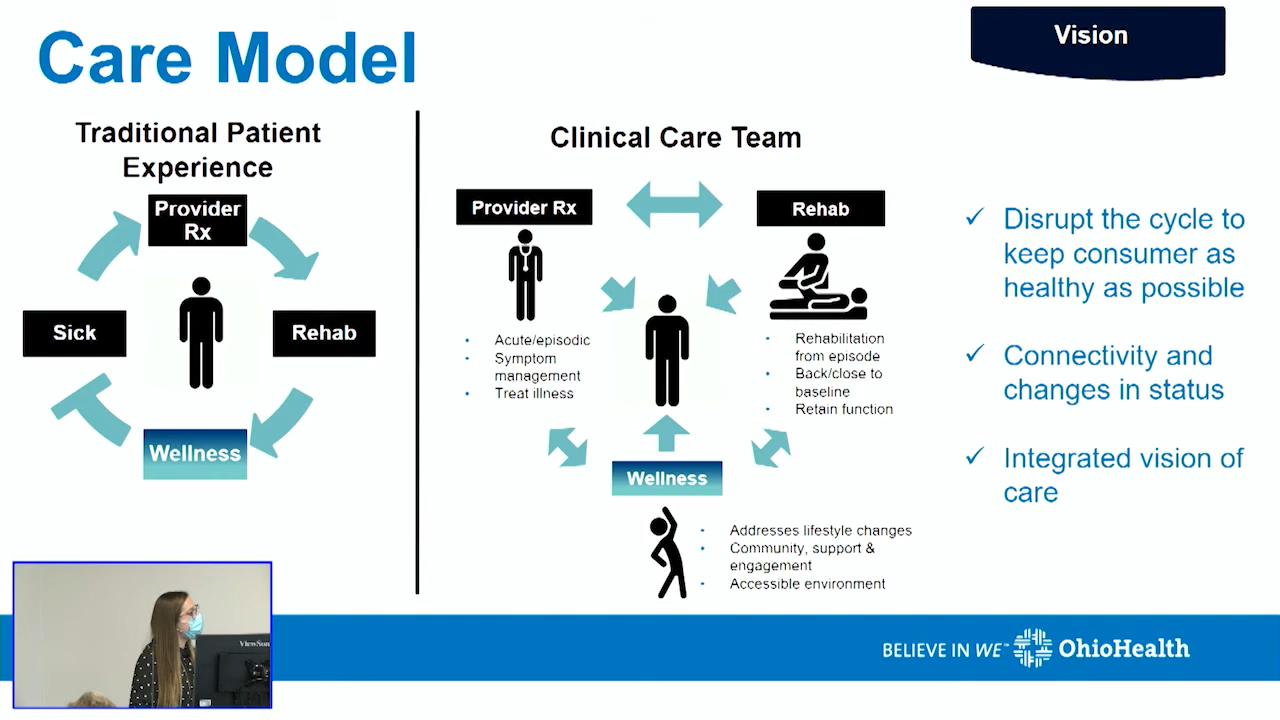 Care Model
Vision
Traditional Patient
Experience
Provider
Rx
Sick
Rehab
Wellness
Clinical Care Team
Provider Rx
Rehab
• Acute/episodic
• Symptom
management
• Treat illness
• Rehabilitation
from episode
• Back/close to
baseline
• Retain function
Wellness
• Addresses lifestyle changes
• Community, support &
engagement
• Accessible environment
✓ Disrupt the cycle to
keep consumer as
healthy as possible
✓ Connectivity and
changes in status
✓ Integrated vision of
care
BELIEVE IN WE℠ OhioHealth